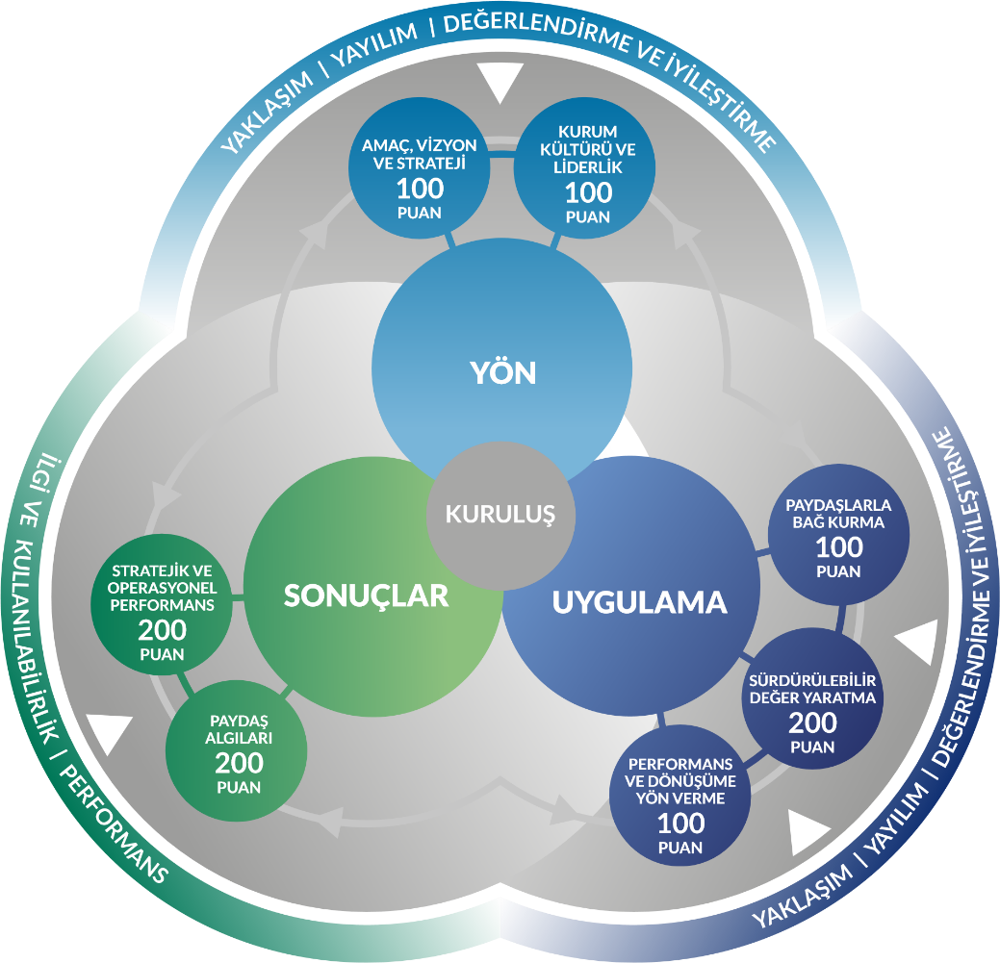 YAKLAŞIM | YAYILIM | DEĞERLENDİRME VE İYİLEŞTİRME
AMAÇ, VİZYON
VE STRATEJİ
100
PUAN
KURUM
KÜLTÜRÜ VE
LİDERLİK
100
PUAN
YÖN
KURULUŞ
SONUÇLAR
UYGULAMA
PAYDAŞLARLA
BAĞ KURMA
100
PUAN
SÜRDÜRÜLEBİLİR
DEĞER YARATMA
200
PUAN
PERFORMANS
VE DÖNÜŞÜME
YÖN VERME
100
PUAN
STRATEJİK VE
OPERASYONEL
PERFORMANS
200
PUAN
PAYDAŞ
ALGILARI
200
PUAN
İLGİ VE KULLANILABİLİRLİK | PERFORMANS
YAKLAŞIM | YAYILIM | DEĞERLENDİRME VE İYİLEŞTİRME